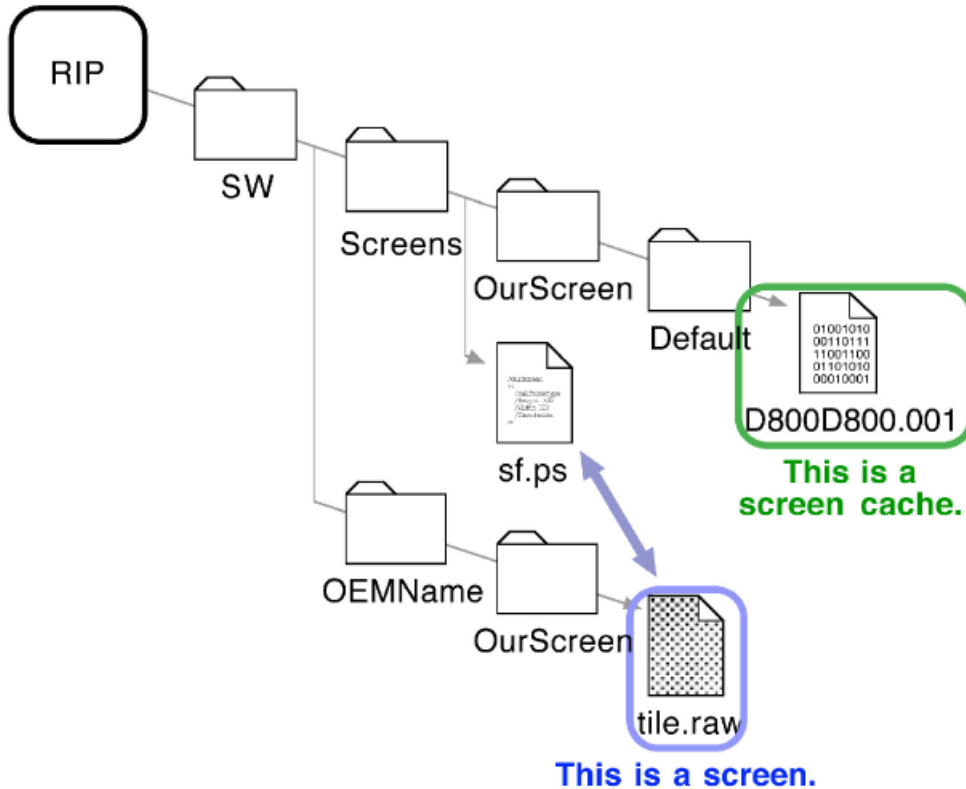 RIP
SW
Screens
OurScreen
Default
01001010
00110111
11001100
01101010
00010001
D800D800.001
This is a
screen cache.
sf.ps
OEMName
OurScreen
tile.raw
This is a screen.